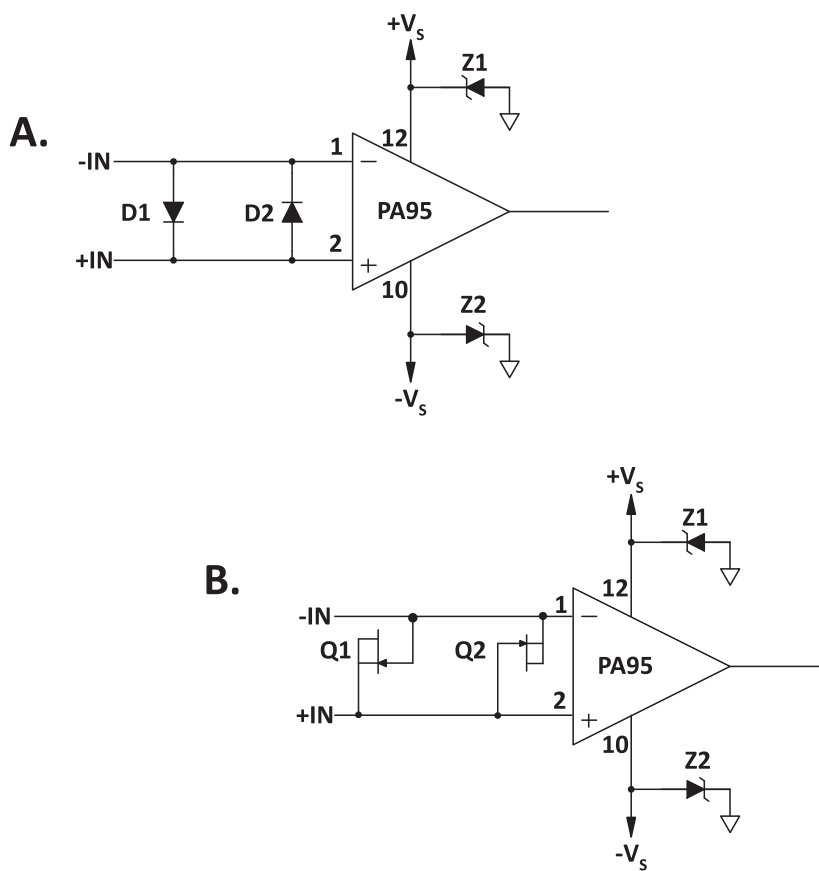 +VS
Z1
A.
12
1
-IN
−
D1
D2
PA95
2
+IN
+
10
Z2
-VS
+VS
Z1
B.
12
1
-IN
−
Q1
Q2
PA95
2
+IN
+
10
Z2
-VS